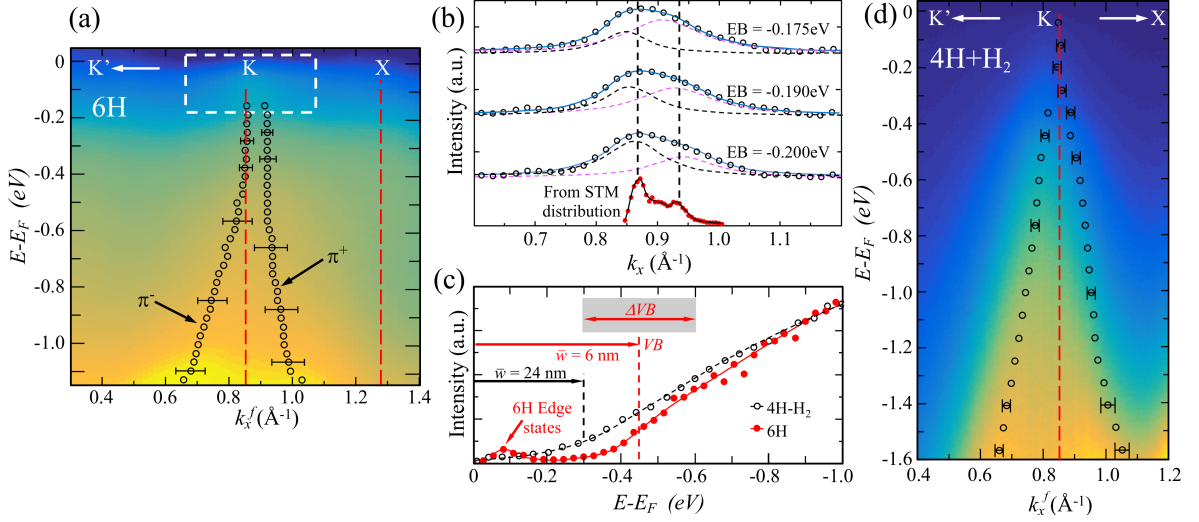 (a)
K'
K
X
6H
π-
π+
0
-0.2
-0.4
-0.6
-0.8
-1.0
E-E_F (eV)
0.4
0.6
0.8
1.0
1.2
1.4
k_x^f (Å⁻¹)
(b)
EB = -0.175eV
EB = -0.190eV
EB = -0.200eV
From STM
distribution
Intensity (a.u.)
0.6
0.7
0.8
0.9
1.0
1.1
k_x (Å⁻¹)
(c)
ΔVB
VB
w̄ = 6 nm
w̄ = 24 nm
6H Edge
states
4H-H₂
6H
Intensity (a.u.)
0
-0.2
-0.4
-0.6
-0.8
-1.0
E-E_F (eV)
(d)
K'
K
X
4H+H₂
0
-0.2
-0.4
-0.6
-0.8
-1.0
-1.2
-1.4
-1.6
E-E_F (eV)
0.4
0.6
0.8
1.0
1.2
k_x^f (Å⁻¹)